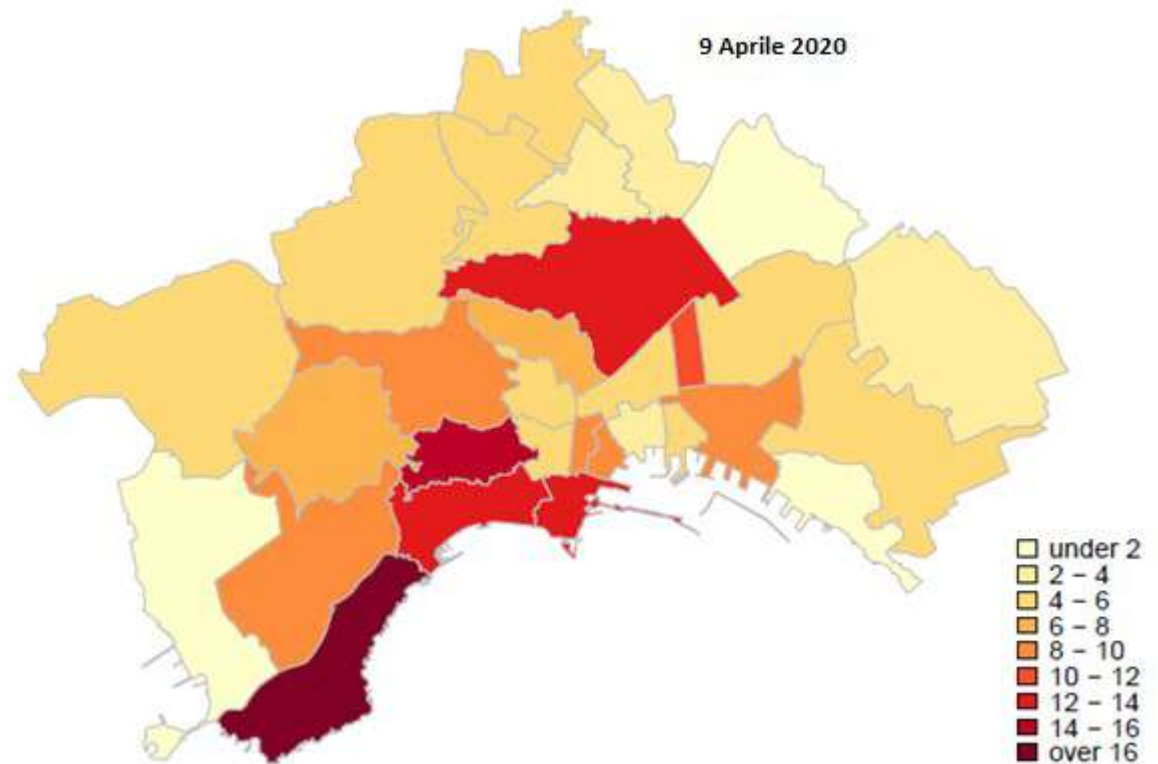 9 Aprile 2020
under 2
2 – 4
4 – 6
6 – 8
8 – 10
10 – 12
12 – 14
14 – 16
over 16